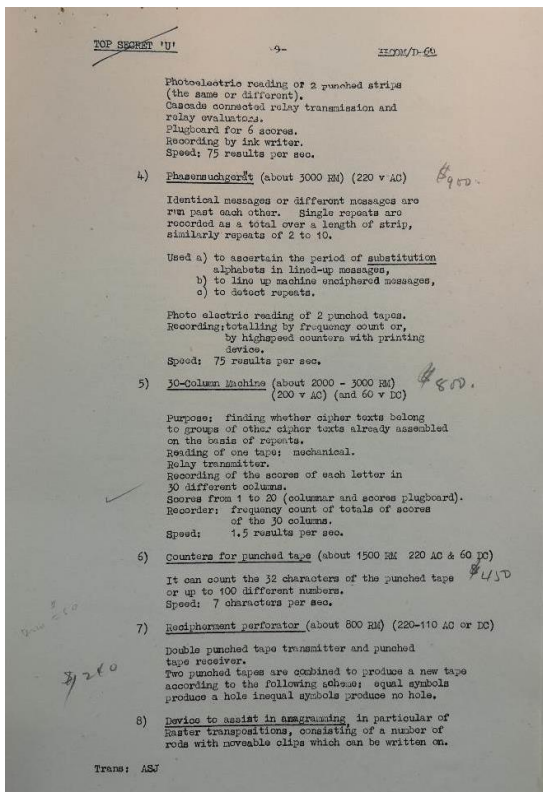 TOP SECRET 'U'
-9-
TICOM/D-60
Photoelectric reading of 2 punched strips
(the same or different).
Cascade connected relay transmission and
relay evaluators.
Plugboard for 6 scores.
Recording by ink writer.
Speed: 75 results per sec.
4) Phasensuchgerät (about 3000 RM) (220 v AC)
$900.
Identical messages or different messages are
run past each other. Single repeats are
recorded as a total over a length of strip,
similarly repeats of 2 to 10.
Used a) to ascertain the period of substitution
alphabets in lined-up messages,
b) to line up machine enciphered messages,
c) to detect repeats.
Photo electric reading of 2 punched tapes.
Recording:totalling by frequency count or,
by highspeed counters with printing
device.
Speed: 75 results per sec.
5) 30-Column Machine (about 2000 - 3000 RM)
(200 v AC) (and 60 v DC)
$800.
Purpose: finding whether cipher texts belong
to groups of other cipher texts already assembled
on the basis of repeats.
Reading of one tape: mechanical.
Relay transmitter.
Recording of the scores of each letter in
30 different columns.
Scores from 1 to 20 (columnar and scores plugboard).
Recorder: frequency count of totals of scores
of the 30 columns.
Speed: 1.5 results per sec.
6) Counters for punched tape (about 1500 RM 220 AC & 60 DC)
$450
It can count the 32 characters of the punched tape
or up to 100 different numbers.
Speed: 7 characters per sec.
7) Recipherment perforator (about 800 RM) (220-110 AC or DC)
$240
Double punched tape transmitter and punched
tape receiver.
Two punched tapes are combined to produce a new tape
according to the following scheme: equal symbols
produce a hole inequal symbols produce no hole.
8) Device to assist in anagramming, in particular of
Raster transpositions, consisting of a number of
rods with moveable clips which can be written on.
Trans: ASJ